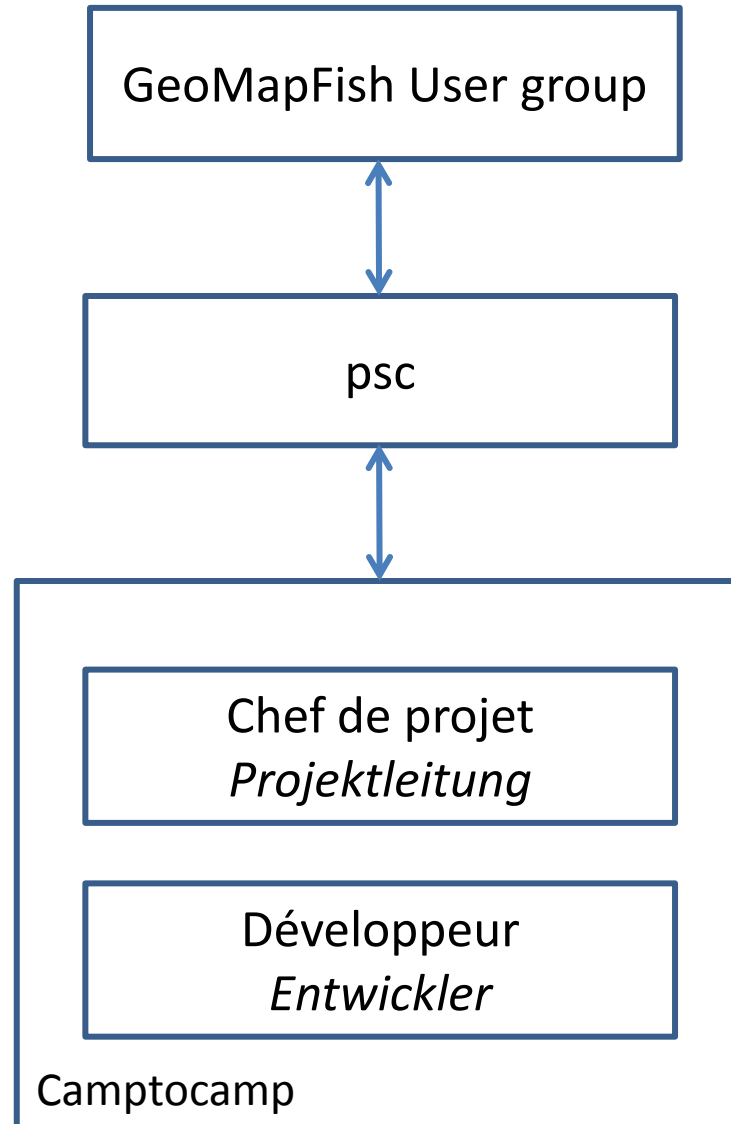 GeoMapFish User group
psc
Chef de projet
Projektleitung
Développeur
Entwickler
Camptocamp